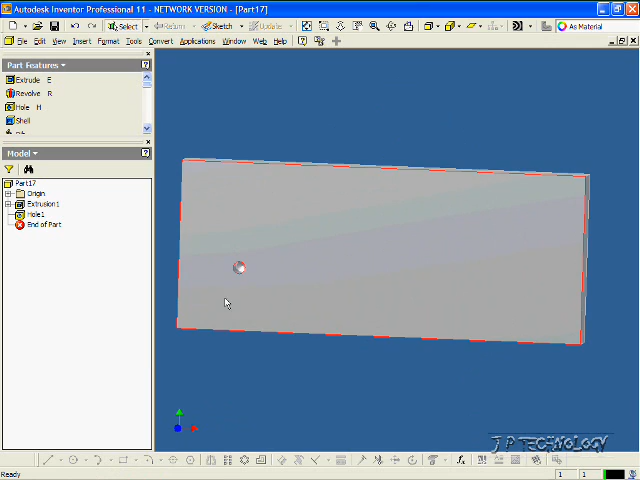 Autodesk Inventor Professional 11 - NETWORK VERSION - [Part17]
Select Return Sketch Update As Material
File Edit View Insert Format Tools Convert Applications Window Web Help
Part Features
Extrude E
Revolve R
Hole H
Shell
Model
Part17
Origin
Extrusion1
Hole1
End of Part
J P TECHNOLOGY
Ready 1 1